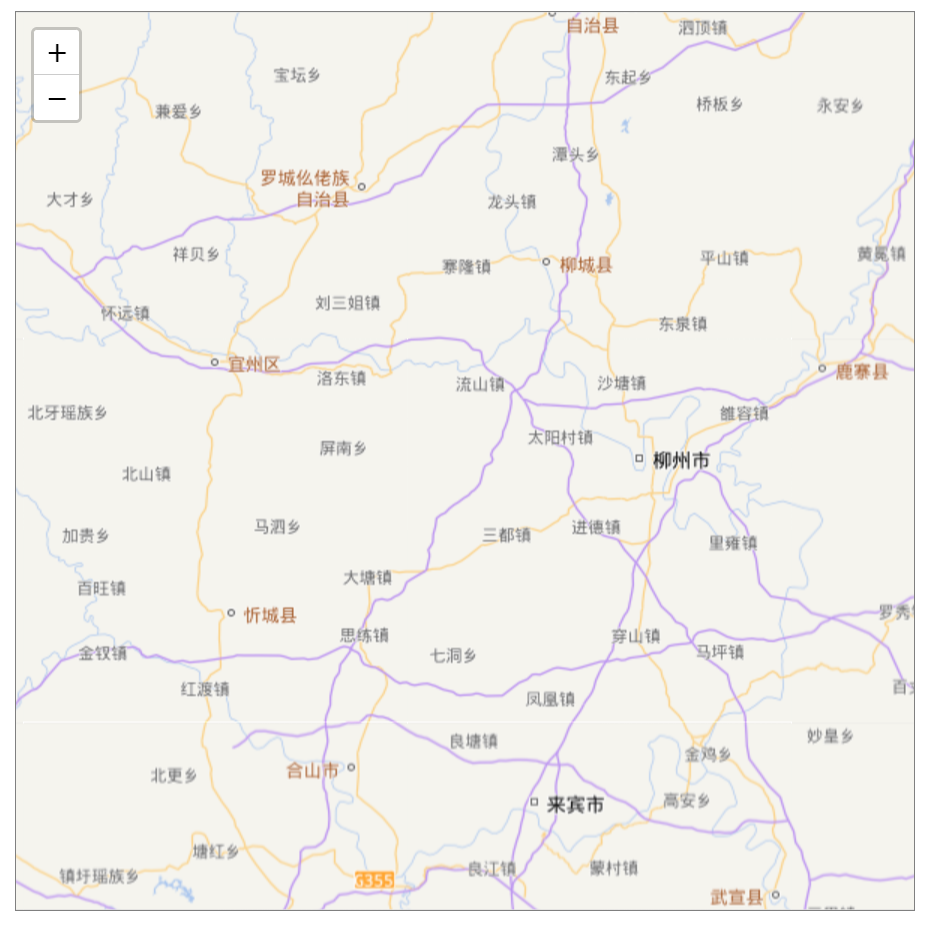 自治县
泗顶镇
+
宝坛乡
东起乡
−
兼爱乡
桥板乡
永安乡
潭头乡
罗城仫佬族
自治县
大才乡
龙头镇
祥贝乡
寨隆镇
柳城县
平山镇
黄冕镇
刘三姐镇
怀远镇
东泉镇
宜州区
洛东镇
流山镇
沙塘镇
鹿寨县
北牙瑶族乡
雒容镇
太阳村镇
屏南乡
柳州市
北山镇
马泗乡
三都镇
进德镇
加贵乡
里雍镇
大塘镇
百旺镇
忻城县
罗秀
思练镇
穿山镇
金钗镇
七洞乡
马坪镇
红渡镇
凤凰镇
百
良塘镇
妙皇乡
金鸡乡
合山市
北更乡
来宾市
高安乡
塘红乡
良江镇
蒙村镇
镇圩瑶族乡
G355
武宣县